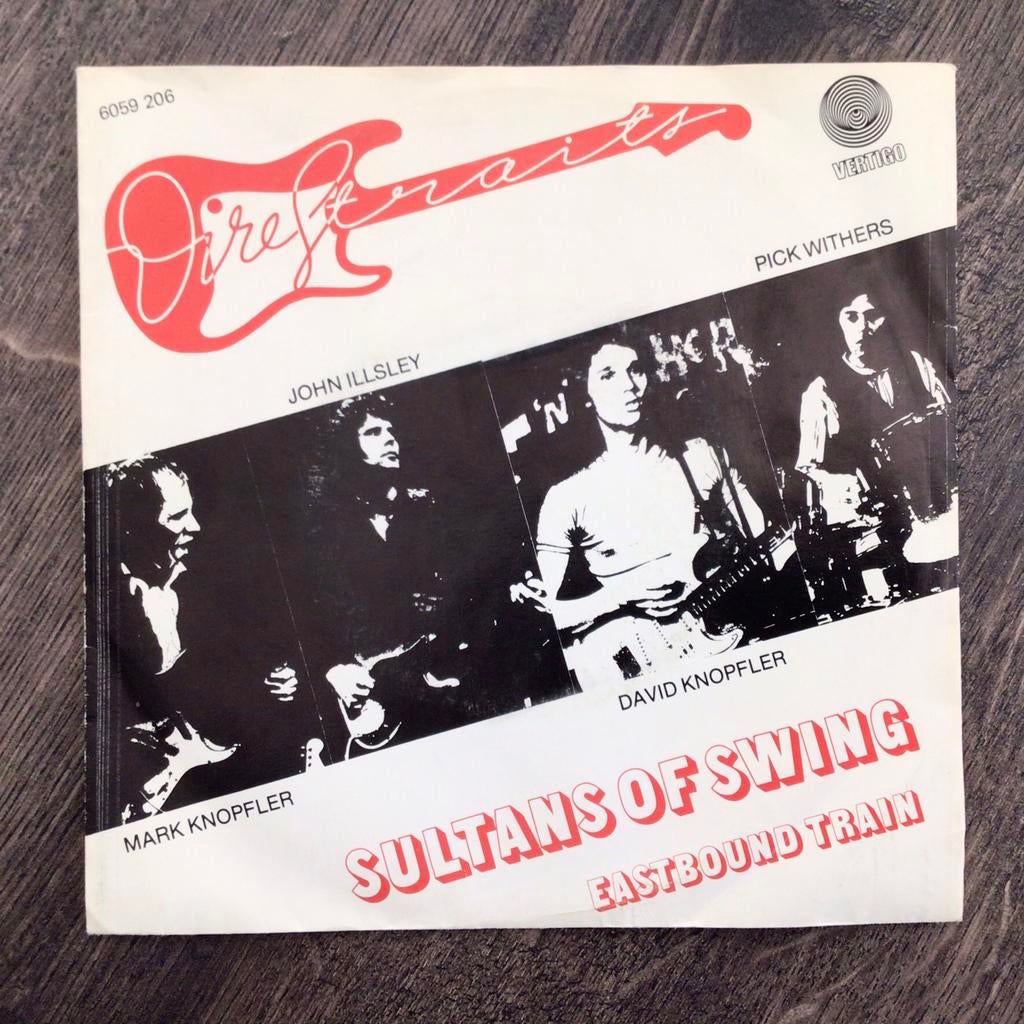 6059 206
Dire Straits
VERTIGO
PICK WITHERS
JOHN ILLSLEY
'N
DAVID KNOPFLER
MARK KNOPFLER
SULTANS OF SWING
EASTBOUND TRAIN